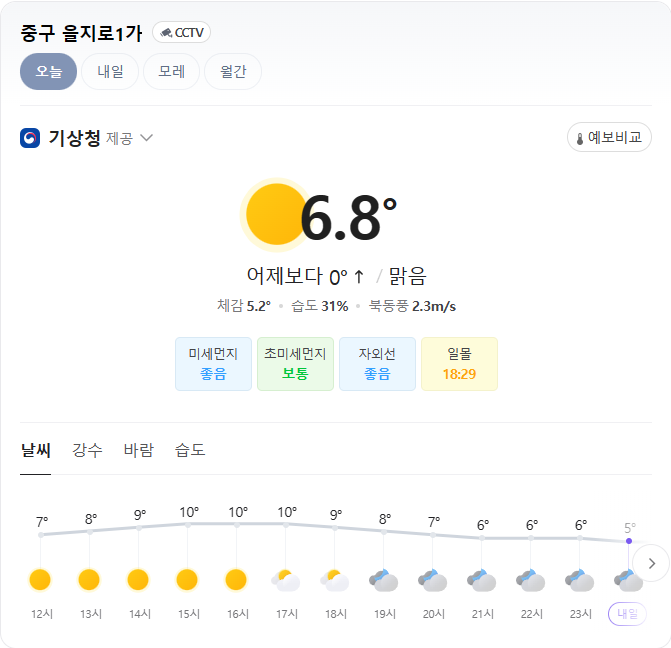 중구 을지로1가 CCTV
오늘 내일 모레 월간
기상청 제공 예보비교
6.8°
어제보다 0° ↑ / 맑음
체감 5.2° • 습도 31% • 북동풍 2.3m/s
미세먼지 초미세먼지 자외선 일몰
좋음 보통 좋음 18:29
날씨 강수 바람 습도
7° 8° 9° 10° 10° 10° 9° 8° 7° 6° 6° 6° 5°
12시 13시 14시 15시 16시 17시 18시 19시 20시 21시 22시 23시 내일